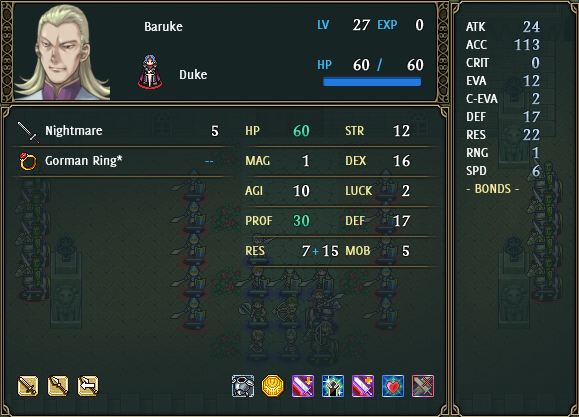 Baruke LV 27 EXP 0
Duke HP 60 / 60
Nightmare 5
Gorman Ring* --
HP 60 STR 12
MAG 1 DEX 16
AGI 10 LUCK 2
PROF 30 DEF 17
RES 7+15 MOB 5
ATK 24
ACC 113
CRIT 0
EVA 12
C-EVA 2
DEF 17
RES 22
RNG 1
SPD 6
- BONDS -